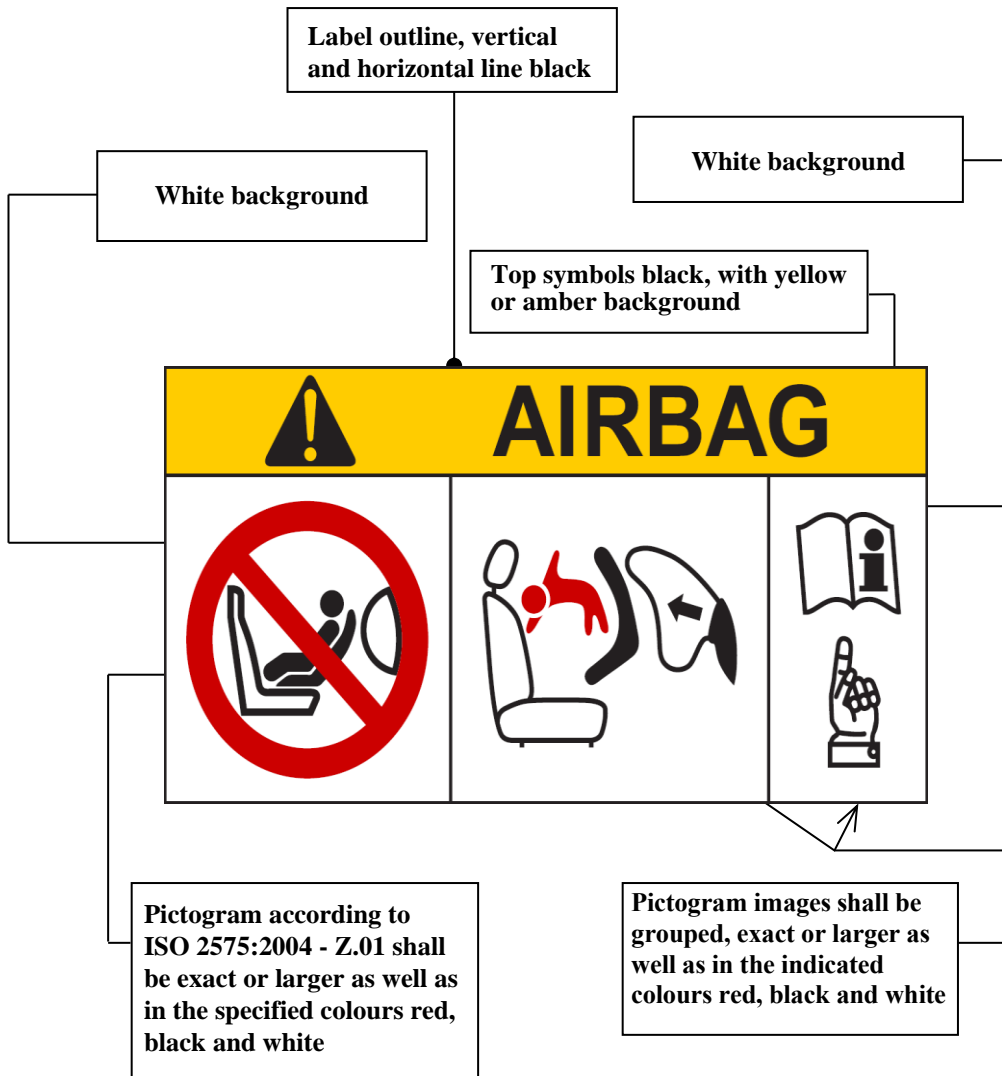 Label outline, vertical
and horizontal line black
White background
White background
Top symbols black, with yellow
or amber background
AIRBAG
Pictogram according to
ISO 2575:2004 - Z.01 shall
be exact or larger as well as
in the specified colours red,
black and white
Pictogram images shall be
grouped, exact or larger as
well as in the indicated
colours red, black and white